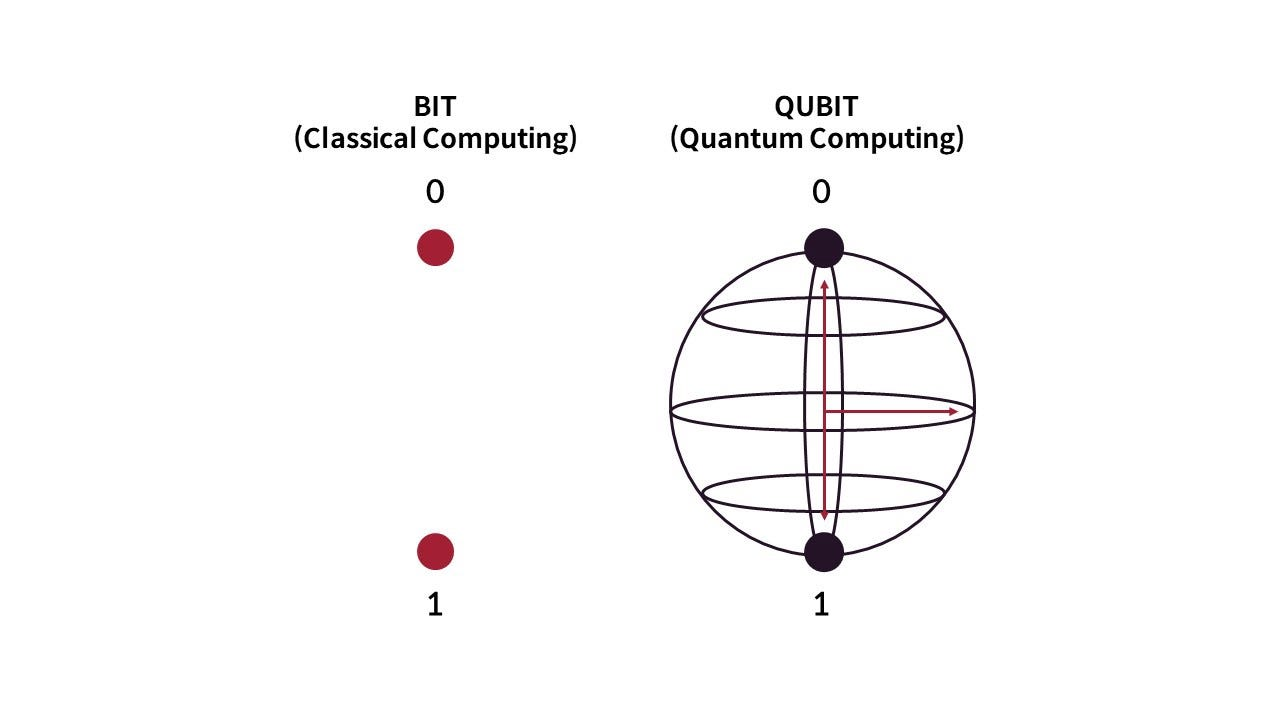 BIT
(Classical Computing)
0
1
QUBIT
(Quantum Computing)
0
1